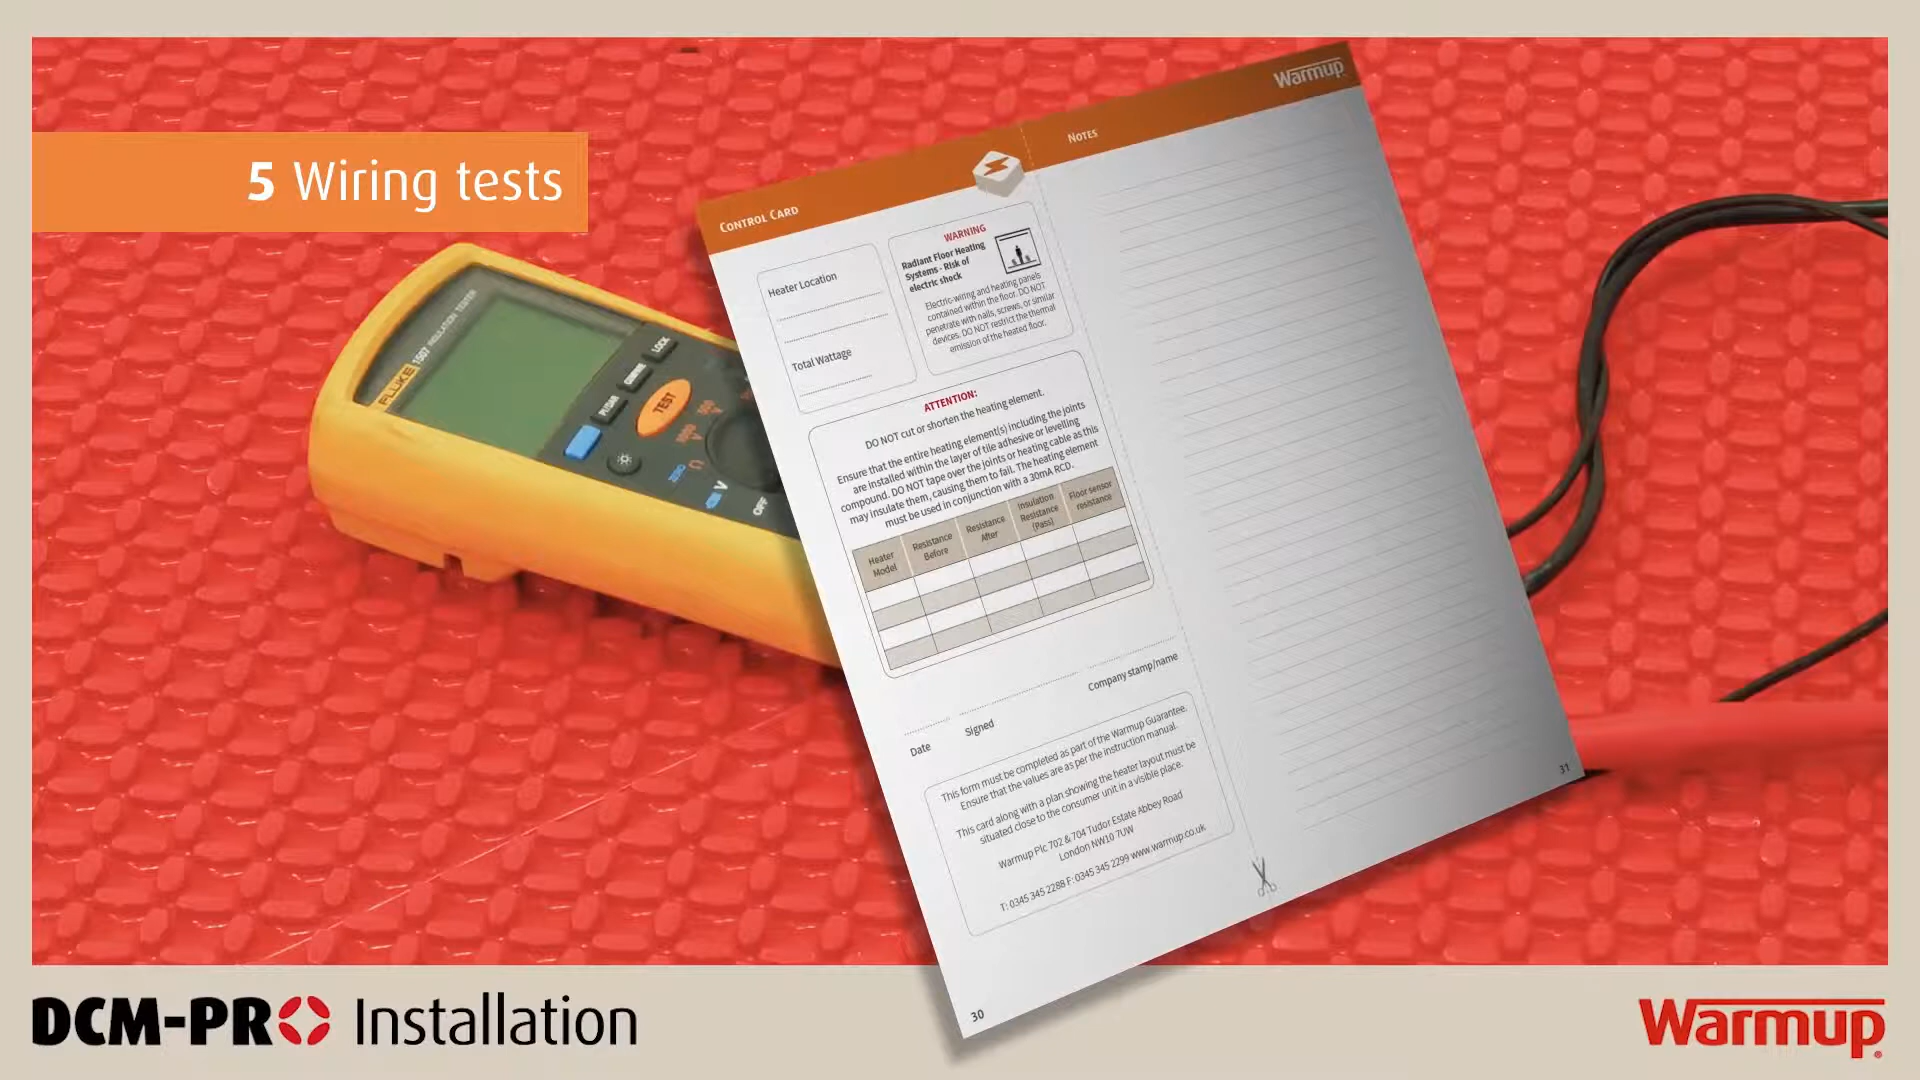 5 Wiring tests
FLUKE 1507 INSULATION TESTER
LOCK
TEST
ZERO Ω
V
OFF
Warmup
Control Card
Notes
Heater Location
Total Wattage
WARNING
Radiant Floor Heating
Systems - Risk of
electric shock
Electric wiring and heating panels
contained within the floor. DO NOT
penetrate with nails, screws, or similar
devices. DO NOT restrict the thermal
emission of the heated floor.
ATTENTION:
DO NOT cut or shorten the heating element.
Ensure that the entire heating element(s) including the joints
are installed within the layer of tile adhesive or levelling
compound. DO NOT tape over the joints or heating cable as this
may insulate them, causing them to fail. The heating element
must be used in conjunction with a 30mA RCD.
Heater
Model
Resistance
Before
Resistance
After
Insulation
Resistance
(Pass)
Floor sensor
resistance
Date
Signed
Company stamp/name
This form must be completed as part of the Warmup Guarantee.
Ensure that the values are as per the instruction manual.
This card along with a plan showing the heater layout must be
situated close to the consumer unit in a visible place.
Warmup Plc 702 & 704 Tudor Estate Abbey Road
London NW10 7UW
T: 0345 345 2288 F: 0345 345 2299 www.warmup.co.uk
30
31
DCM-PRO Installation
Warmup